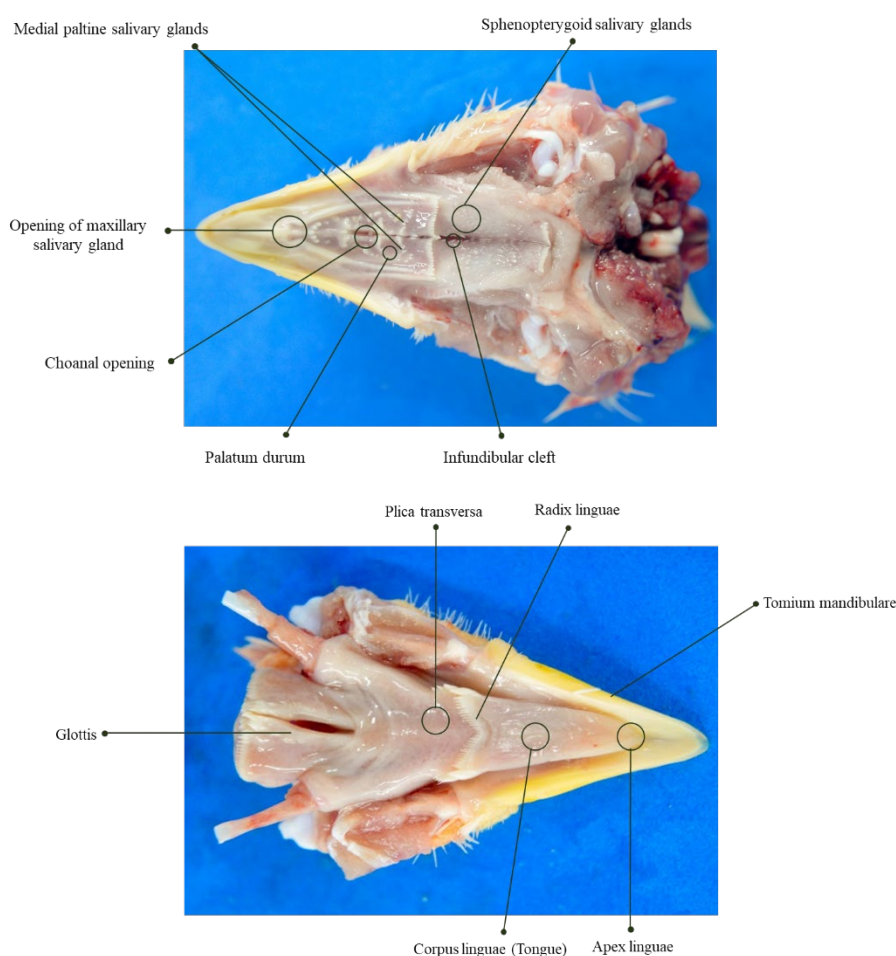 Medial paltine salivary glands
Sphenopterygoid salivary glands
Opening of maxillary
salivary gland
Choanal opening
Palatum durum
Infundibular cleft
Plica transversa
Radix linguae
Tomium mandibulare
Glottis
Corpus linguae (Tongue)
Apex linguae